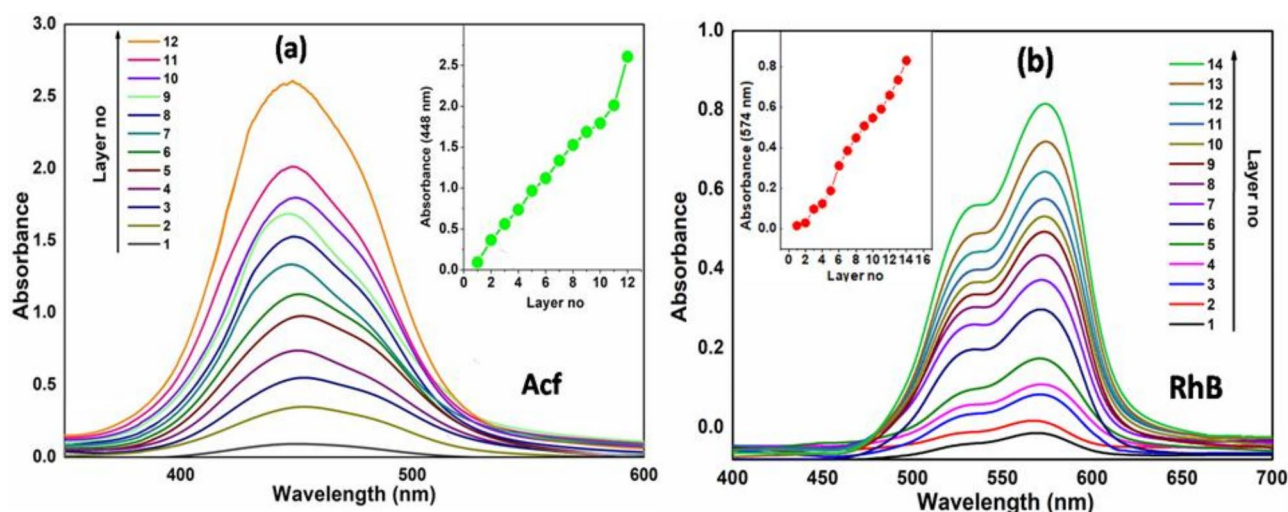 (a)
Layer no
12
11
10
9
8
7
6
5
4
3
2
1
Absorbance
3.0
2.5
2.0
1.5
1.0
0.5
0.0
400 500 600
Wavelength (nm)
Absorbance (448 nm)
2.5
2.0
1.5
1.0
0.5
0.0
0 2 4 6 8 10 12
Layer no
Acf
(b)
Absorbance
1.0
0.8
0.6
0.4
0.2
0.0
400 450 500 550 600 650 700
Wavelength (nm)
Absorbance (574 nm)
0.8
0.6
0.4
0.2
0.0
0 2 4 6 8 10 12 14
Layer no
14
13
12
11
10
9
8
7
6
5
4
3
2
1
Layer no
RhB